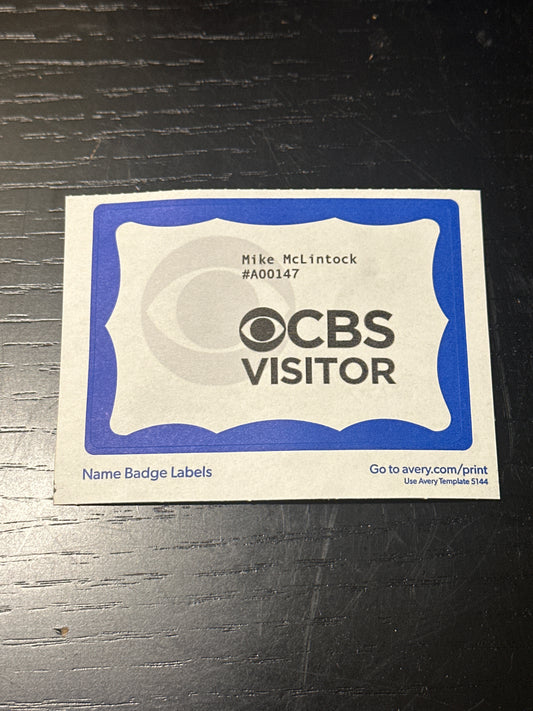 Mike McLintock
#A00147
CBS
VISITOR
Name Badge Labels
Go to avery.com/print
Use Avery Template 5144